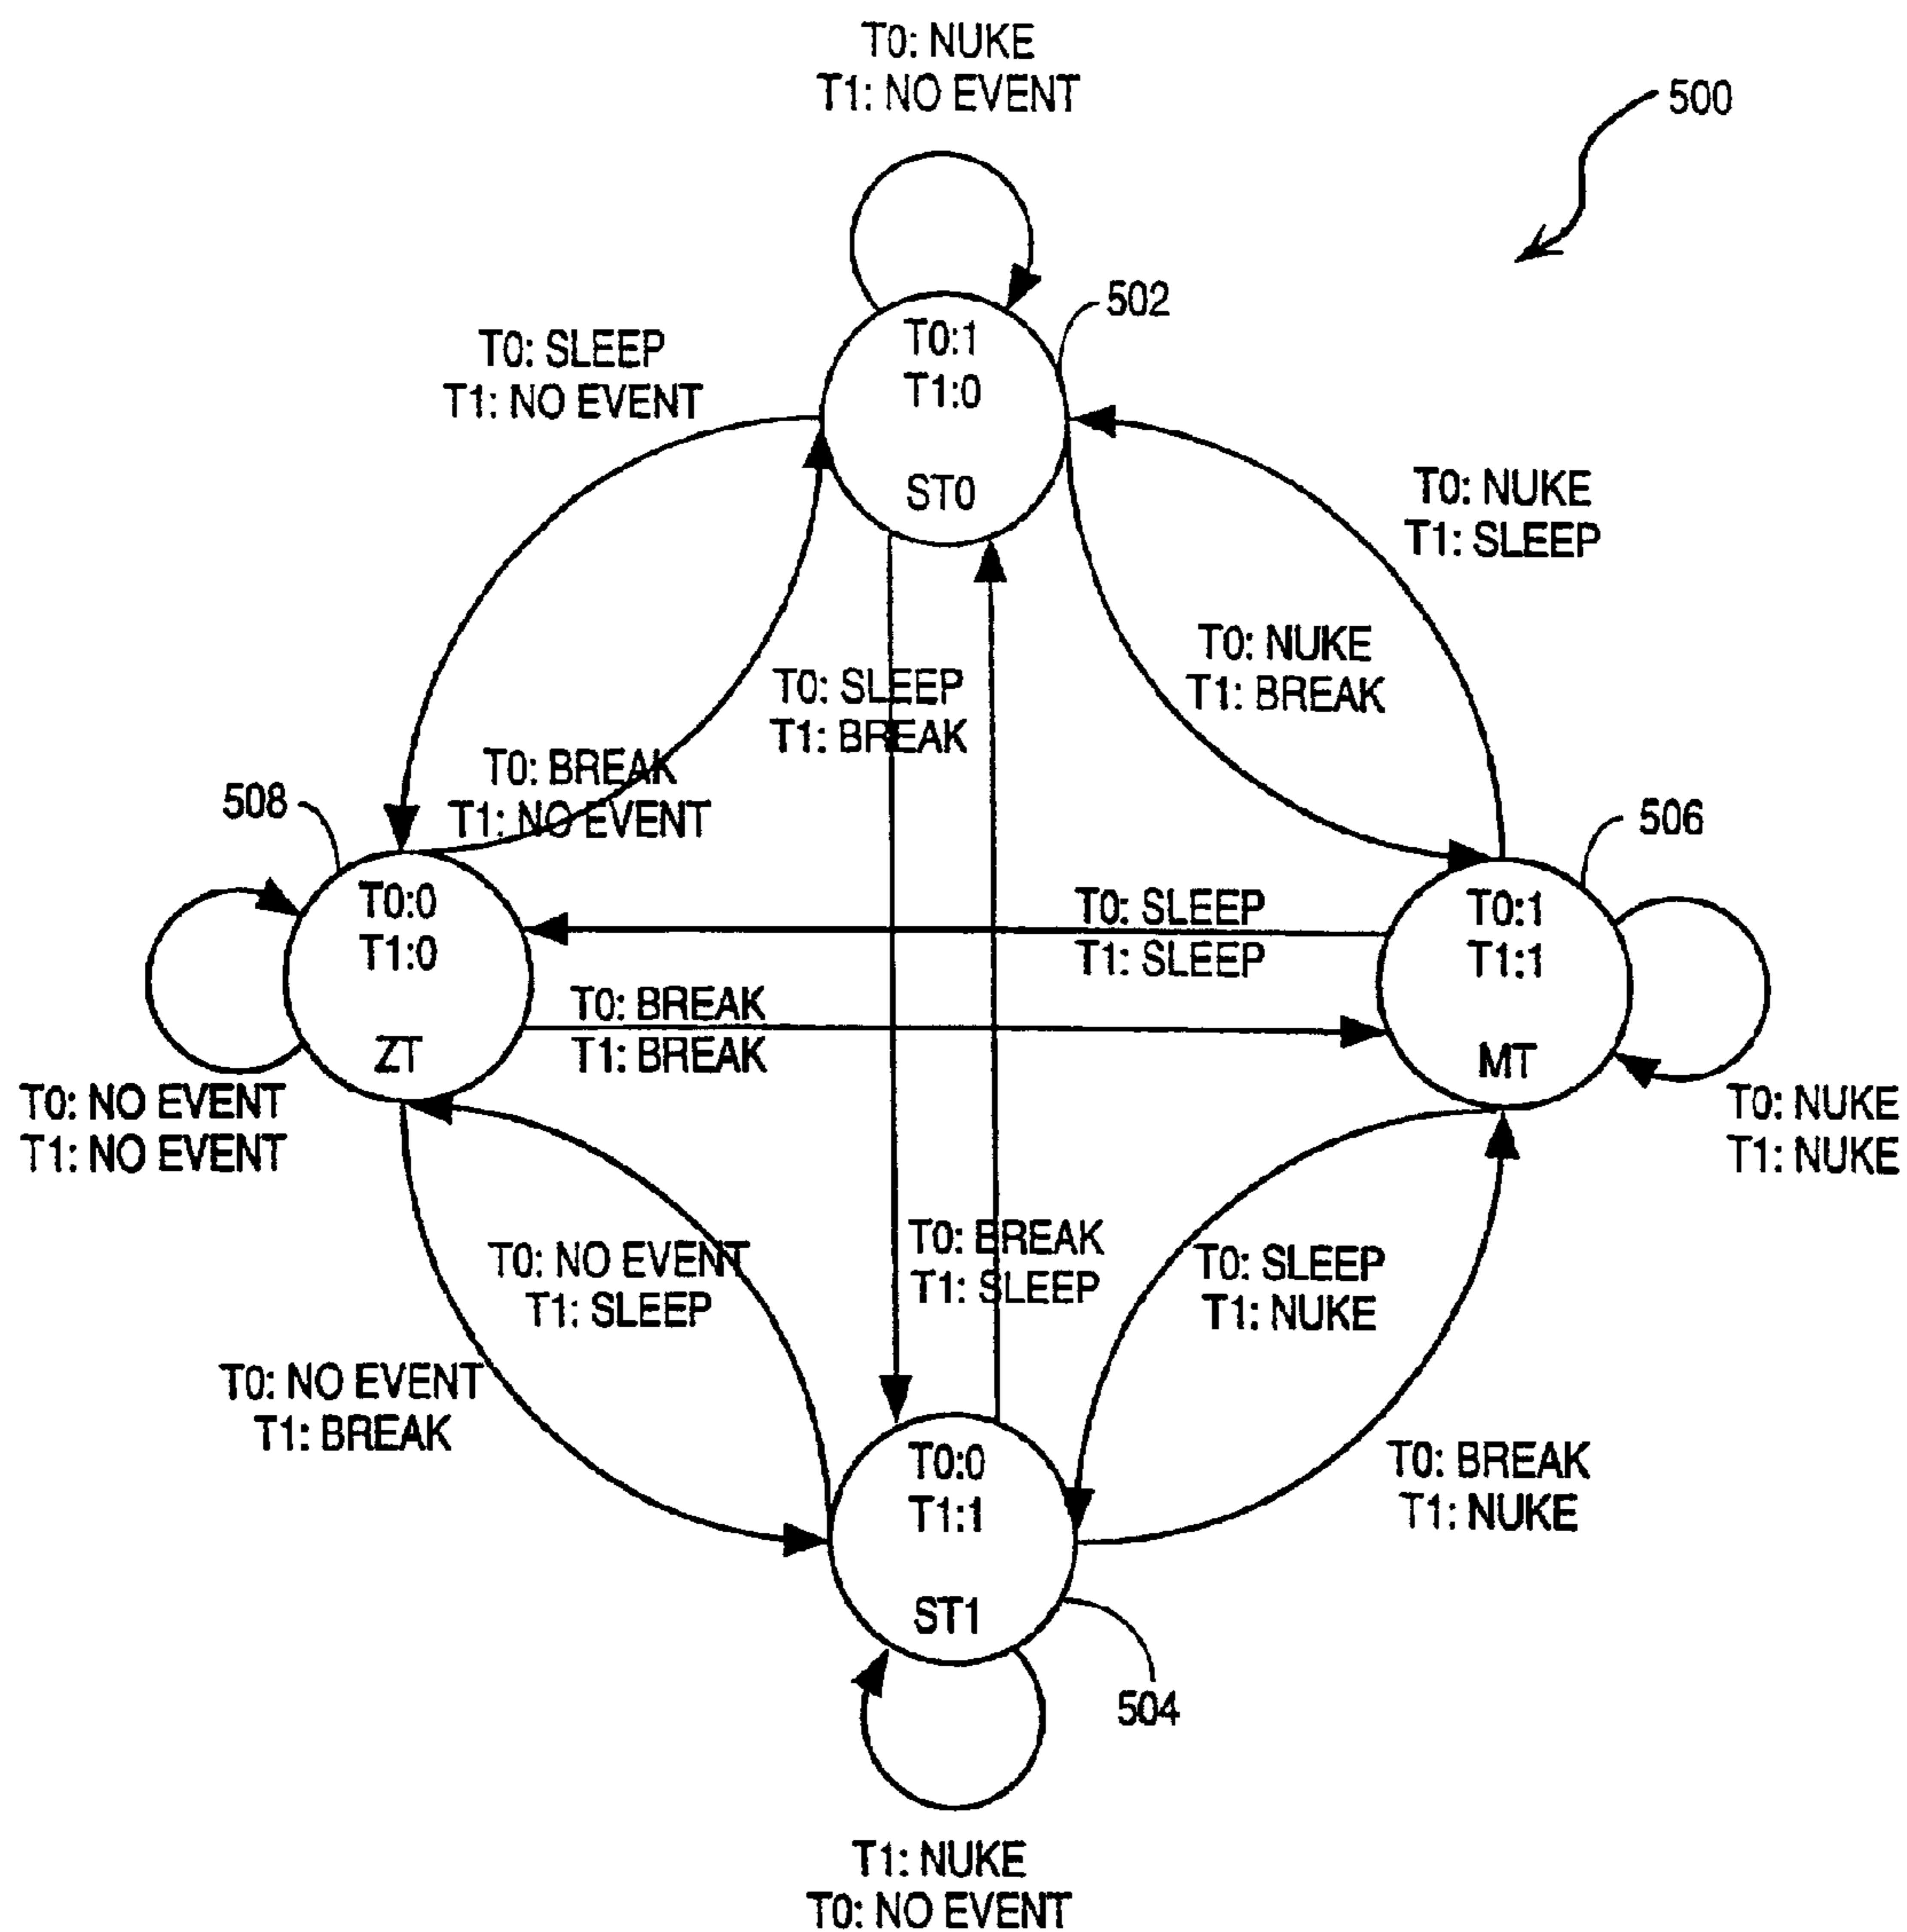 T0: NUKE
T1: NO EVENT
500
502
T0:1
T1:0
ST0
T0: SLEEP
T1: NO EVENT
T0: NUKE
T1: SLEEP
T0: NUKE
T1: BREAK
T0: SLEEP
T1: BREAK
T0: BREAK
T1: NO EVENT
508
506
T0:0
T1:0
ZT
T0: SLEEP
T1: SLEEP
T0:1
T1:1
MT
T0: BREAK
T1: BREAK
T0: NO EVENT
T1: NO EVENT
T0: NUKE
T1: NUKE
T0: NO EVENT
T1: SLEEP
T0: BREAK
T1: SLEEP
T0: SLEEP
T1: NUKE
T0: NO EVENT
T1: BREAK
T0:0
T1:1
ST1
T0: BREAK
T1: NUKE
504
T1: NUKE
T0: NO EVENT